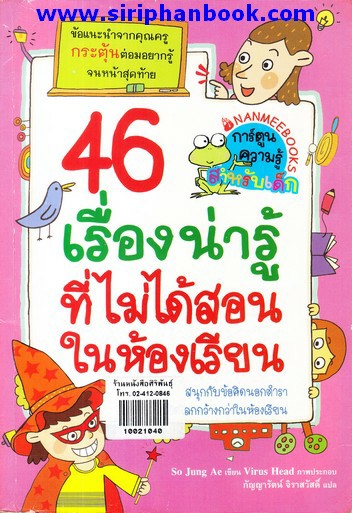 www.siriphanbook.com
ข้อแนะนำจากคุณครู
กระตุ้นต่อมอยากรู้
จนหน้าสุดท้าย
NANMEEBOOKS
การ์ตูน
ความรู้
สำหรับเด็ก
46
เรื่องน่ารู้
ที่ไม่ได้สอน
ในห้องเรียน
ร้านหนังสือศิริพันธุ์
โทร. 02-412-0846
10021040
สนุกกับข้อคิดนอกตำรา
ลึกกว้างกว่าในห้องเรียน
So Jung Ae เขียน Virus Head ภาพประกอบ
กัญญารัตน์ จิราสวัสดิ์ แปล